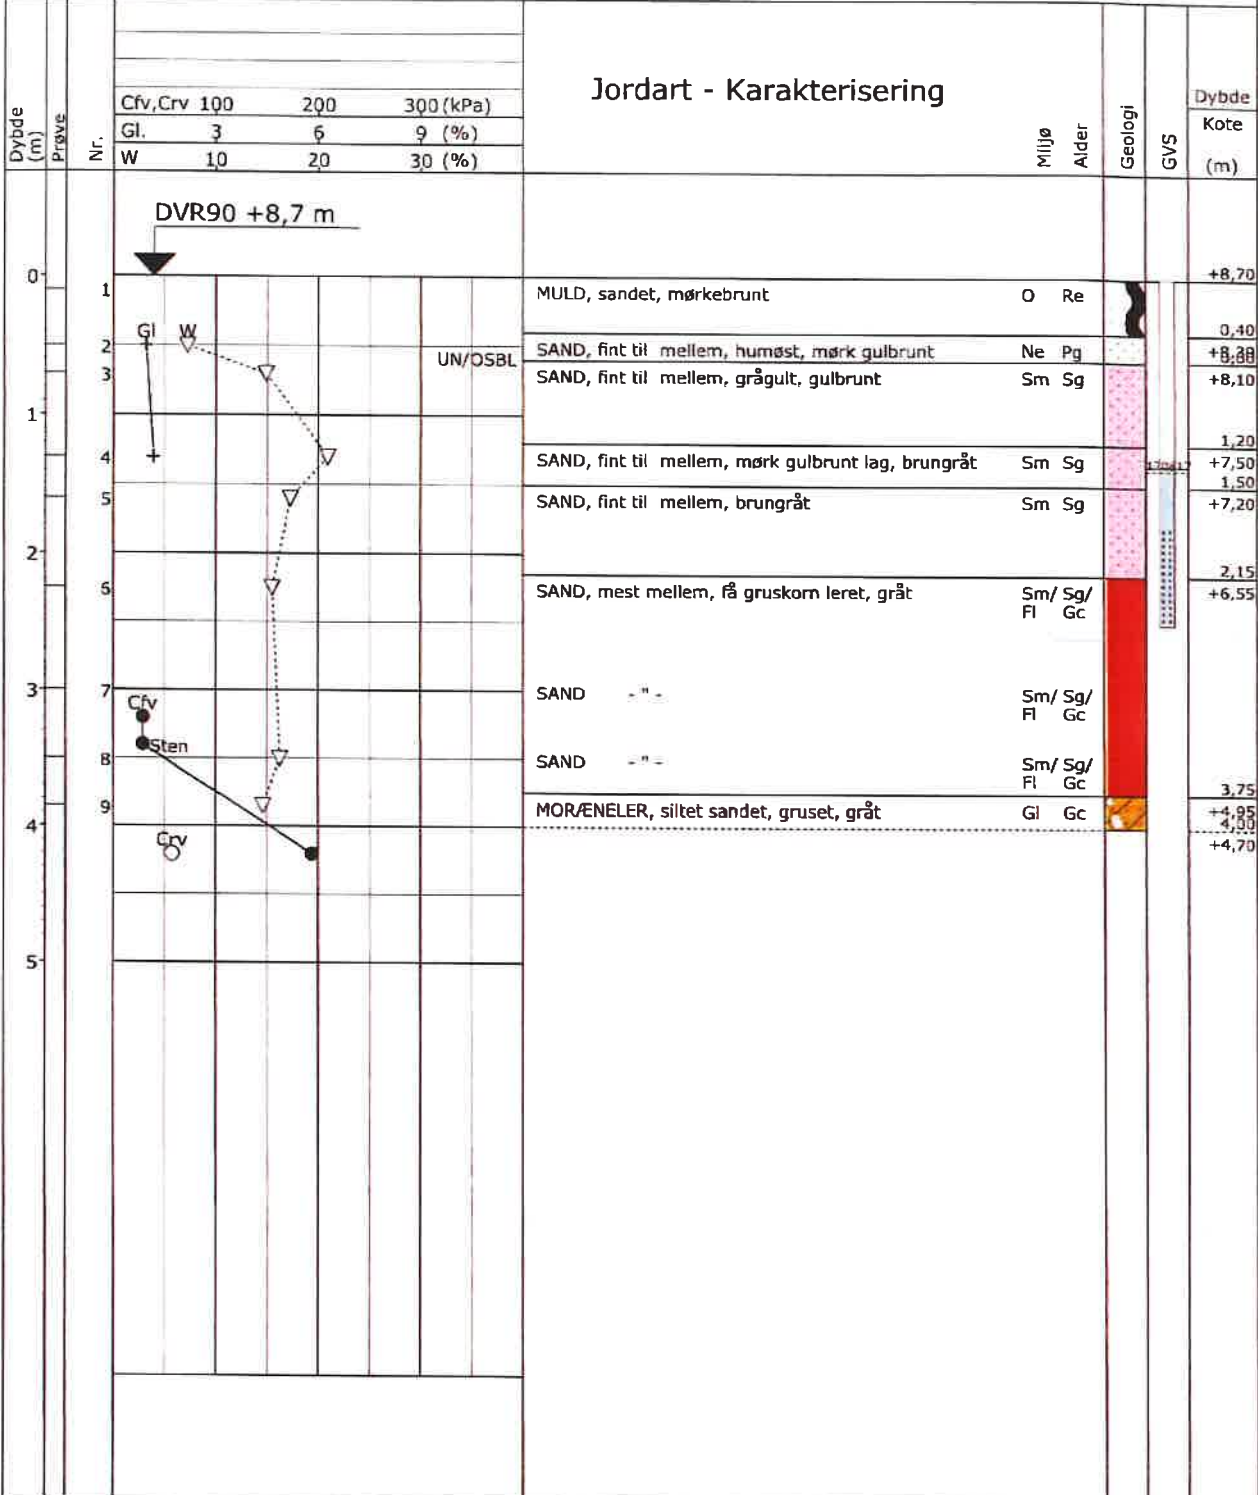 Jordart - Karakterisering
Dybde (m)
Prøve
Nr.
Cfv,Crv 100 200 300 (kPa)
Gl. 3 6 9 (%)
W 10 20 30 (%)
Miljø
Alder
Geologi
GVS
Dybde
Kote
(m)
DVR90 +8,7 m
0 +8,70
1 MULD, sandet, mørkebrunt O Re
0,40
Gl W
2 UN/OSBL SAND, fint til mellem, humøst, mørk gulbrunt Ne Pg
3 SAND, fint til mellem, grågult, gulbrunt Sm Sg +8,10
1
1,20
4 SAND, fint til mellem, mørk gulbrunt lag, brungråt Sm Sg +7,50
1,50
5 SAND, fint til mellem, brungråt Sm Sg +7,20
2
2,15
6 SAND, mest mellem, få gruskorn leret, gråt Sm/ Sg/ +6,55
Fl Gc
3 7 SAND - " - Sm/ Sg/
Cfv Fl Gc
Sten
8 SAND - " - Sm/ Sg/
Fl Gc
3,75
9 MORÆNELER, siltet sandet, gruset, gråt Gl Gc +4,95
4 4,00
Crv +4,70
5